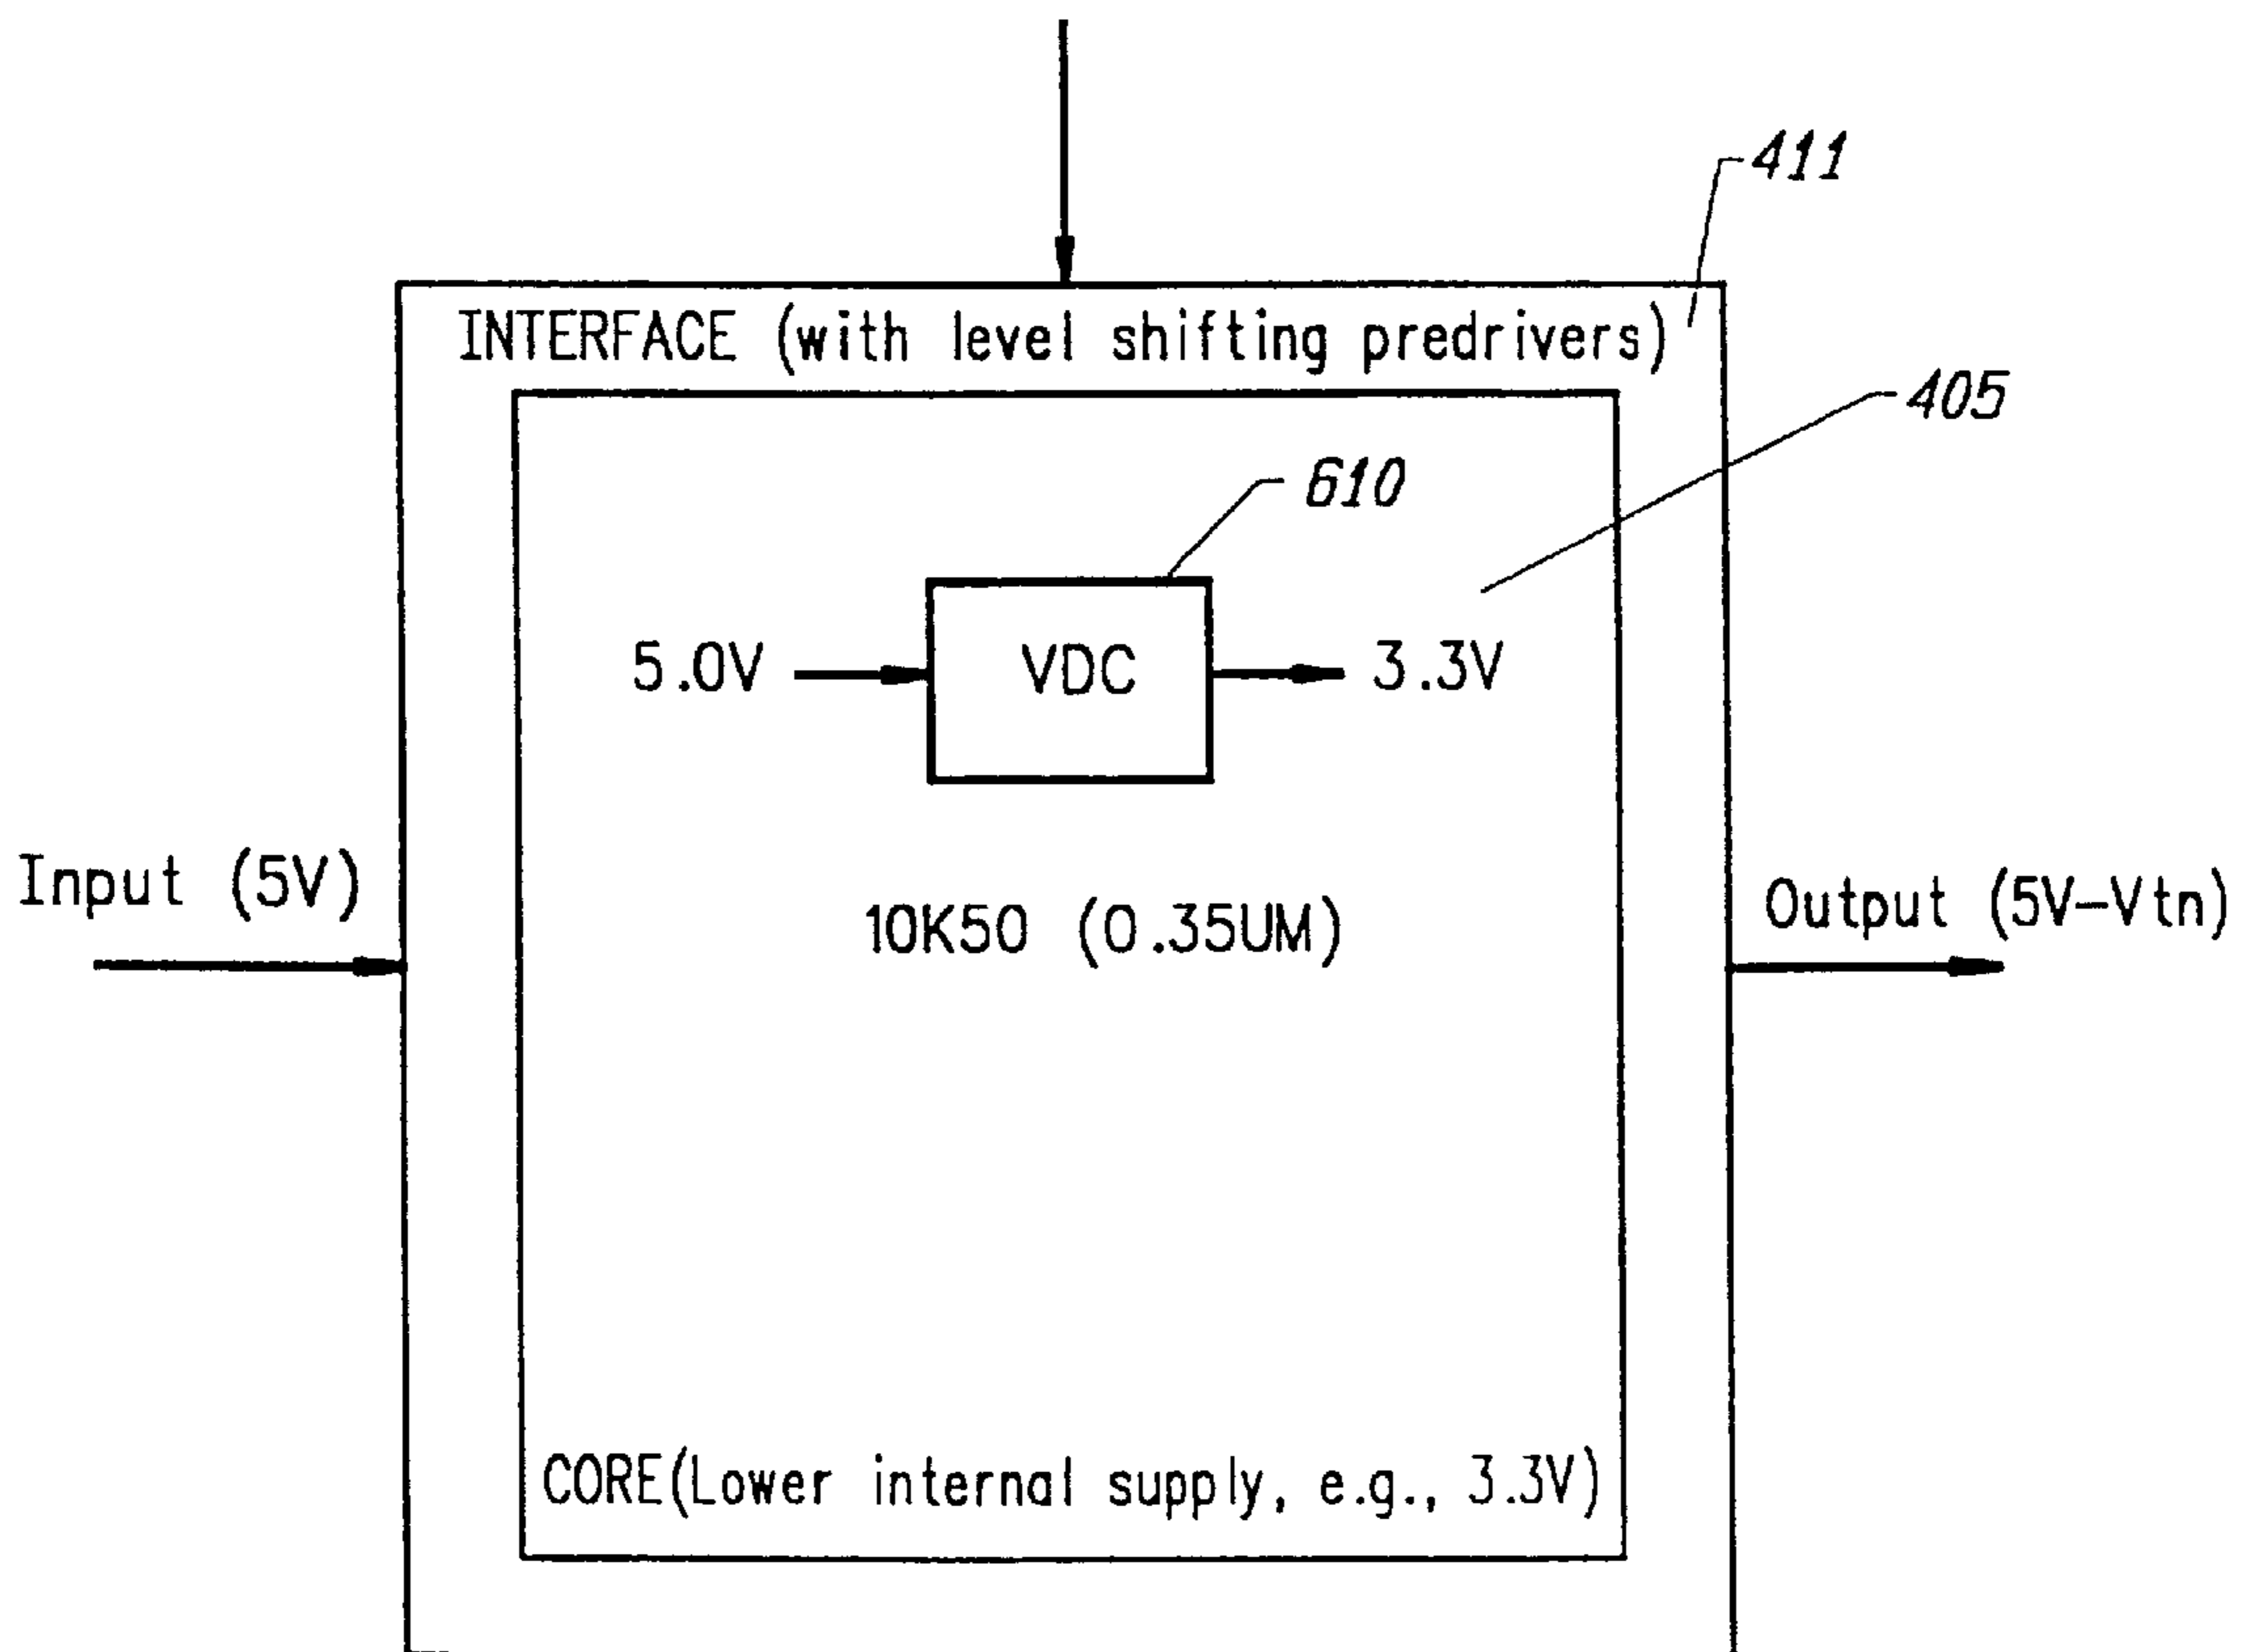 411
INTERFACE (with level shifting predrivers)
405
610
5.0V
VDC
3.3V
Input (5V)
10K50 (0.35UM)
Output (5V-Vtn)
CORE(Lower internal supply, e.g., 3.3V)